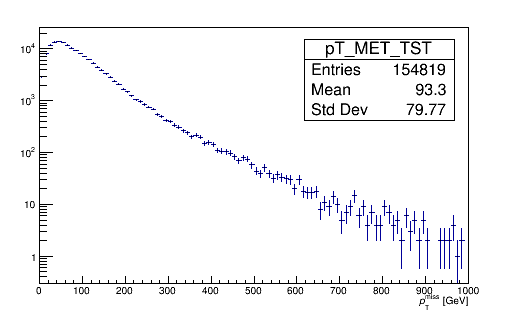 pT_MET_TST
Entries 154819
Mean 93.3
Std Dev 79.77
10⁴
10³
10²
10
1
0 100 200 300 400 500 600 700 800 900 1000
p_T^miss [GeV]